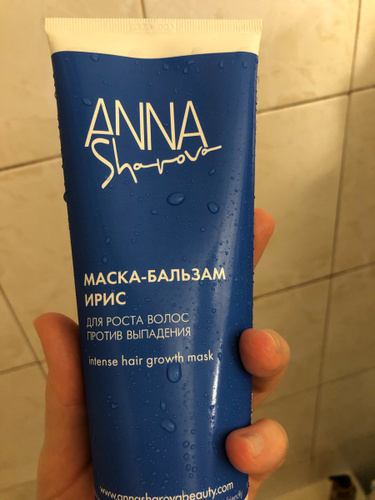 ANNA
Sharova
МАСКА-БАЛЬЗАМ
ИРИС
ДЛЯ РОСТА ВОЛОС
ПРОТИВ ВЫПАДЕНИЯ
intense hair growth mask
www.annasharovabeauty.com